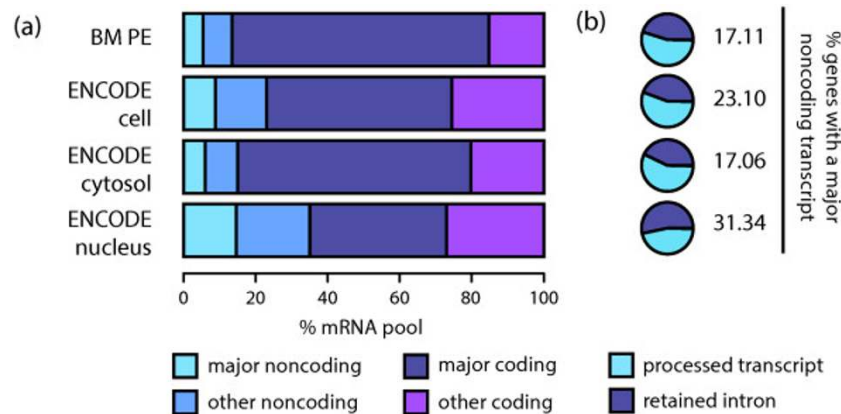 (a)
BM PE
ENCODE
cell
ENCODE
cytosol
ENCODE
nucleus
0 20 40 60 80 100
% mRNA pool
(b)
17.11
23.10
17.06
31.34
% genes with a major
noncoding transcript
major noncoding
other noncoding
major coding
other coding
processed transcript
retained intron